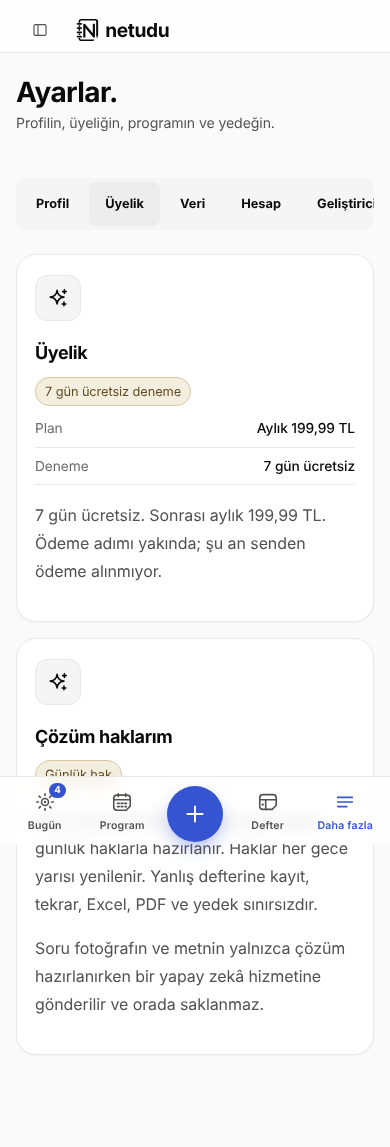 netudu
Ayarlar.
Profilin, üyeliğin, programın ve yedeğin.
Profil Üyelik Veri Hesap Geliştirici
Üyelik
7 gün ücretsiz deneme
Plan Aylık 199,99 TL
Deneme 7 gün ücretsiz
7 gün ücretsiz. Sonrası aylık 199,99 TL.
Ödeme adımı yakında; şu an senden
ödeme alınmıyor.
Çözüm haklarım
Günlük hak
4
Bugün Program Defter Daha fazla
günlük haklarla hazırlanır. Haklar her gece
yarısı yenilenir. Yanlış defterine kayıt,
tekrar, Excel, PDF ve yedek sınırsızdır.
Soru fotoğrafın ve metnin yalnızca çözüm
hazırlanırken bir yapay zekâ hizmetine
gönderilir ve orada saklanmaz.